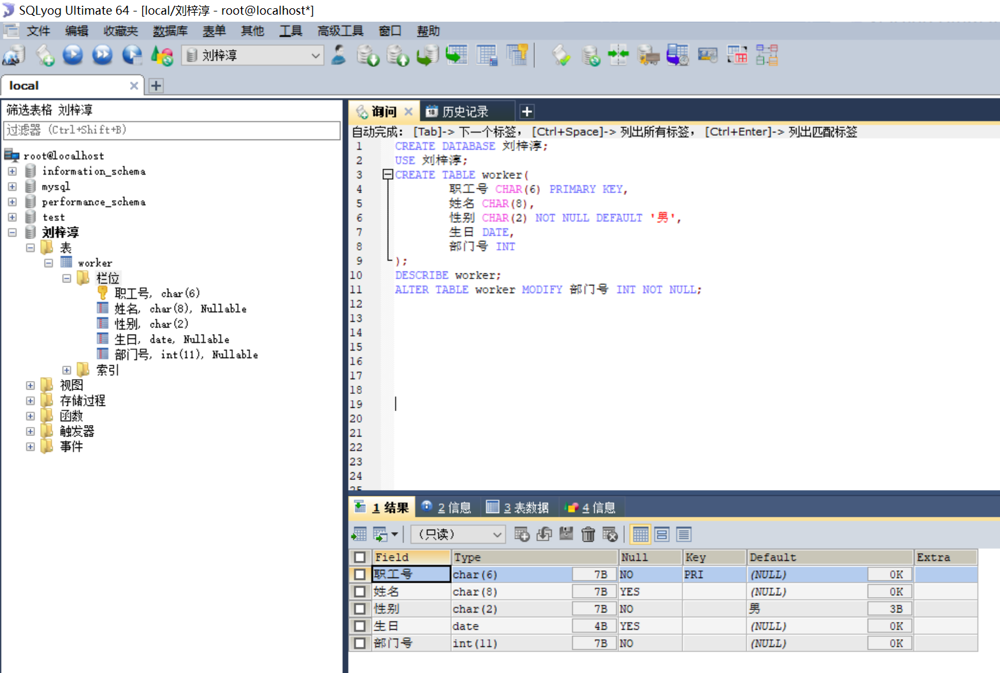 SQLyog Ultimate 64 - [local/刘梓淳 - root@localhost*]
文件 编辑 收藏夹 数据库 表单 其他 工具 高级工具 窗口 帮助
刘梓淳
local
筛选表格 刘梓淳
过滤器 (Ctrl+Shift+B)
root@localhost
information_schema
mysql
performance_schema
test
刘梓淳
表
worker
栏位
职工号, char(6)
姓名, char(8), Nullable
性别, char(2)
生日, date, Nullable
部门号, int(11), Nullable
索引
视图
存储过程
函数
触发器
事件
询问 18 历史记录
自动完成: [Tab]-> 下一个标签, [Ctrl+Space]-> 列出所有标签, [Ctrl+Enter]-> 列出匹配标签
1 CREATE DATABASE 刘梓淳;
2 USE 刘梓淳;
3 CREATE TABLE worker(
4 职工号 CHAR(6) PRIMARY KEY,
5 姓名 CHAR(8),
6 性别 CHAR(2) NOT NULL DEFAULT '男',
7 生日 DATE,
8 部门号 INT
9 );
10 DESCRIBE worker;
11 ALTER TABLE worker MODIFY 部门号 INT NOT NULL;
12
13
14
15
16
17
18
19
20
21
22
23
24
25
1 结果 2 信息 3 表数据 4 信息
(只读)
Field Type Null Key Default Extra
职工号 char(6) 7B NO PRI (NULL) 0K
姓名 char(8) 7B YES (NULL) 0K
性别 char(2) 7B NO 男 3B
生日 date 4B YES (NULL) 0K
部门号 int(11) 7B NO (NULL) 0K